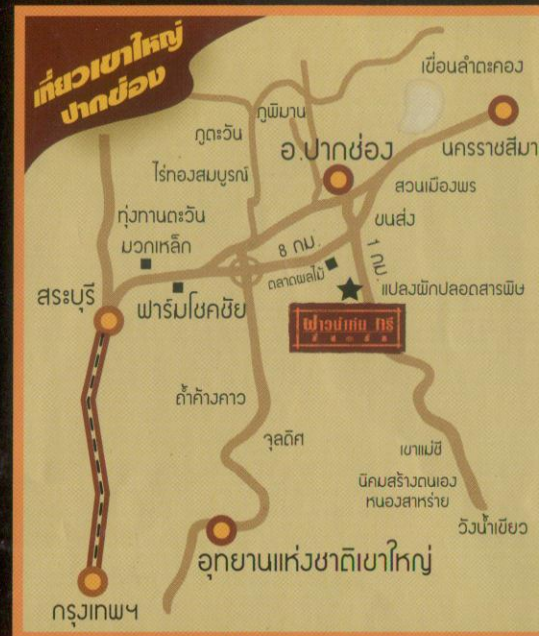 เที่ยวเขาใหญ่
ปากช่อง
เขื่อนลำตะคอง
ภูพิมาน
ภูตะวัน
อ.ปากช่อง
นครราชสีมา
ไร่ทองสมบูรณ์
สวนเมืองพร
ทุ่งทานตะวัน
ขนส่ง
มวกเหล็ก
8 กม.
1 กม.
ตลาดผลไม้
สระบุรี
ฟาร์มโชคชัย
แปลงผักปลอดสารพิษ
ถ้ำค้างคาว
จุลดิศ
เขาแม่ชี
นิคมสร้างตนเอง
หนองสาหร่าย
วังน้ำเขียว
อุทยานแห่งชาติเขาใหญ่
กรุงเทพฯ